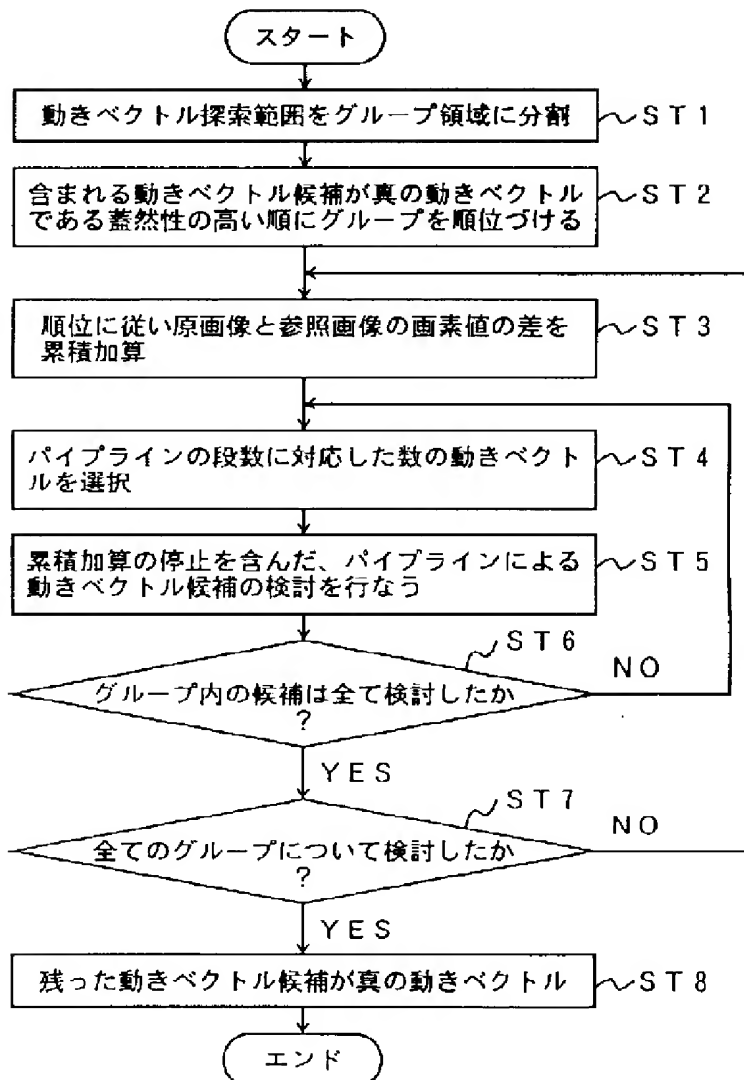 スタート
動きベクトル探索範囲をグループ領域に分割
ST1
含まれる動きベクトル候補が真の動きベクトル
である蓋然性の高い順にグループを順位づける
ST2
順位に従い原画像と参照画像の画素値の差を
累積加算
ST3
パイプラインの段数に対応した数の動きベクト
ルを選択
ST4
累積加算の停止を含んだ、パイプラインによる
動きベクトル候補の検討を行なう
ST5
ST6
グループ内の候補は全て検討したか
?
NO
YES
ST7
全てのグループについて検討したか
?
NO
YES
残った動きベクトル候補が真の動きベクトル
ST8
エンド